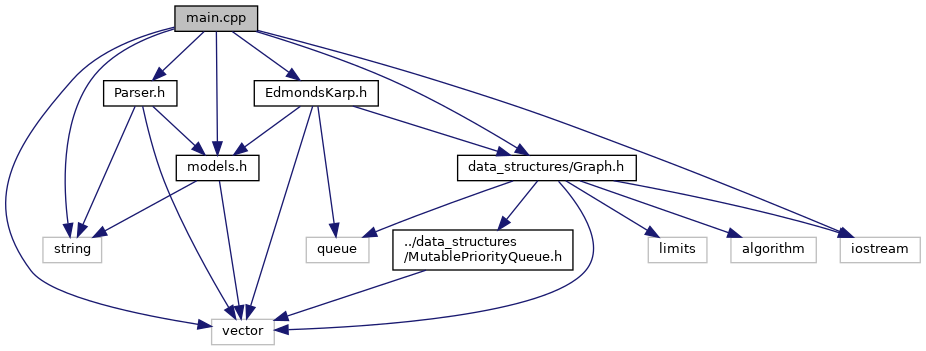 main.cpp
Parser.h
EdmondsKarp.h
models.h
data_structures/Graph.h
string
queue
../data_structures
/MutablePriorityQueue.h
limits
algorithm
iostream
vector